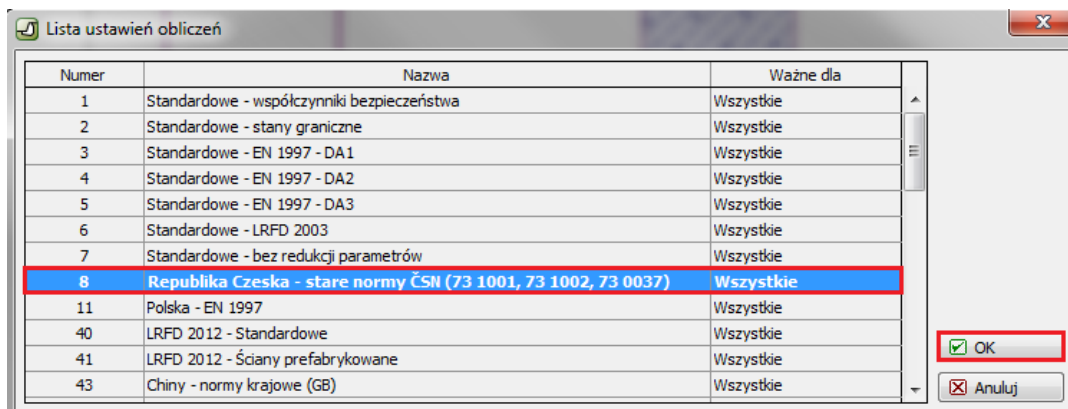 Lista ustawień obliczeń
Numer Nazwa Ważne dla
1 Standardowe - współczynniki bezpieczeństwa Wszystkie
2 Standardowe - stany graniczne Wszystkie
3 Standardowe - EN 1997 - DA1 Wszystkie
4 Standardowe - EN 1997 - DA2 Wszystkie
5 Standardowe - EN 1997 - DA3 Wszystkie
6 Standardowe - LRFD 2003 Wszystkie
7 Standardowe - bez redukcji parametrów Wszystkie
8 Republika Czeska - stare normy ČSN (73 1001, 73 1002, 73 0037) Wszystkie
11 Polska - EN 1997 Wszystkie
40 LRFD 2012 - Standardowe Wszystkie
41 LRFD 2012 - Ściany prefabrykowane Wszystkie
43 Chiny - normy krajowe (GB) Wszystkie
OK
Anuluj